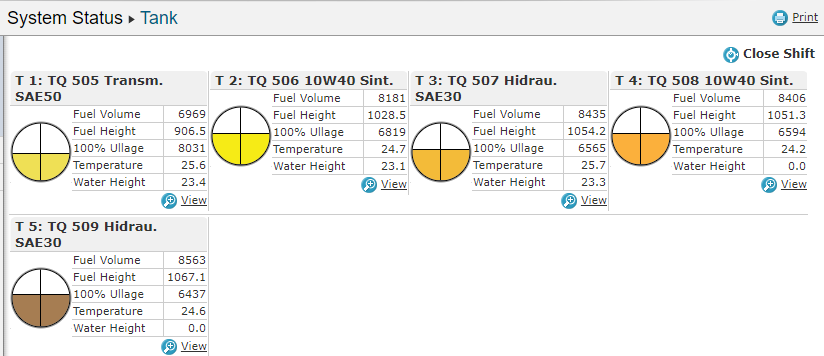 System Status ▸ Tank
Print
Close Shift
T 1: TQ 505 Transm.
SAE50
Fuel Volume 6969
Fuel Height 906.5
100% Ullage 8031
Temperature 25.6
Water Height 23.4
View
T 2: TQ 506 10W40 Sint.
Fuel Volume 8181
Fuel Height 1028.5
100% Ullage 6819
Temperature 24.7
Water Height 23.1
View
T 3: TQ 507 Hidrau.
SAE30
Fuel Volume 8435
Fuel Height 1054.2
100% Ullage 6565
Temperature 25.7
Water Height 23.3
View
T 4: TQ 508 10W40 Sint.
Fuel Volume 8406
Fuel Height 1051.3
100% Ullage 6594
Temperature 24.2
Water Height 0.0
View
T 5: TQ 509 Hidrau.
SAE30
Fuel Volume 8563
Fuel Height 1067.1
100% Ullage 6437
Temperature 24.6
Water Height 0.0
View